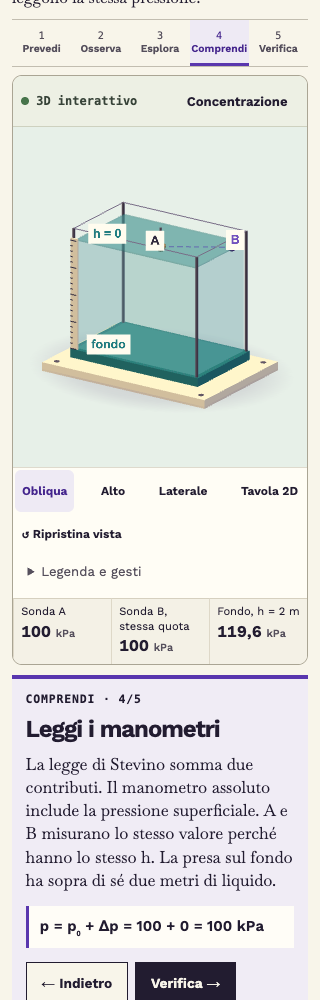 leggono la stessa pressione.
1
Prevedi
2
Osserva
3
Esplora
4
Comprendi
5
Verifica
3D interattivo
Concentrazione
h = 0
A
B
fondo
Obliqua
Alto
Laterale
Tavola 2D
↺ Ripristina vista
▶ Legenda e gesti
Sonda A
100 kPa
Sonda B,
stessa quota
100 kPa
Fondo, h = 2 m
119,6 kPa
COMPRENDI · 4/5
Leggi i manometri
La legge di Stevino somma due
contributi. Il manometro assoluto
include la pressione superficiale. A e
B misurano lo stesso valore perché
hanno lo stesso h. La presa sul fondo
ha sopra di sé due metri di liquido.
p = p₀ + Δp = 100 + 0 = 100 kPa
← Indietro
Verifica →